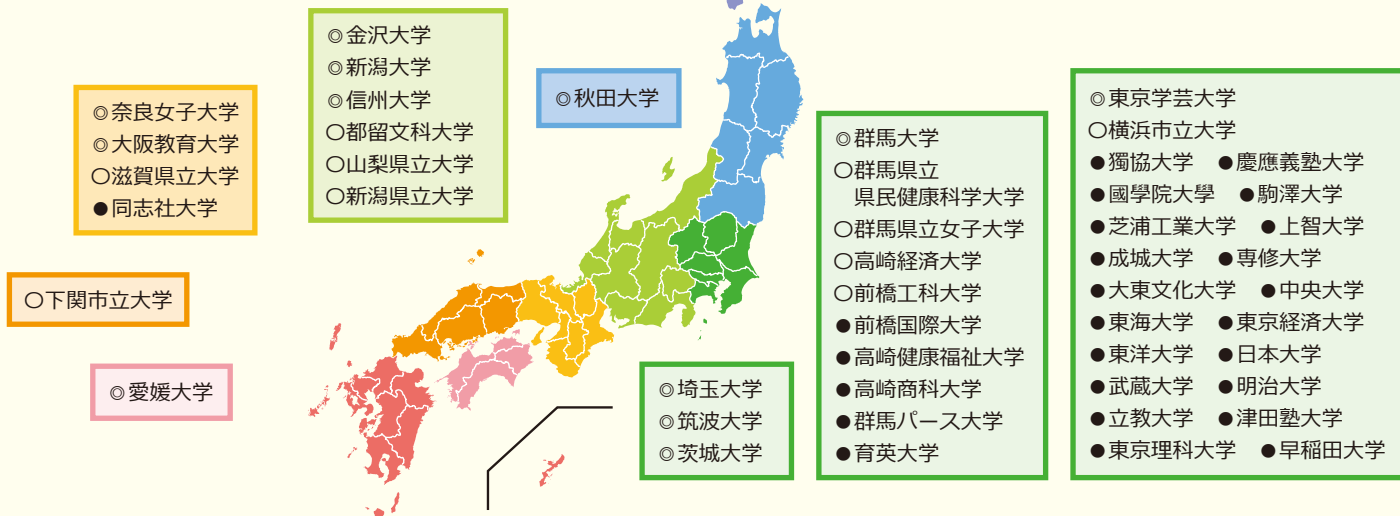 ◎金沢大学
◎新潟大学
◎信州大学
〇都留文科大学
〇山梨県立大学
〇新潟県立大学
◎奈良女子大学
◎大阪教育大学
〇滋賀県立大学
●同志社大学
〇下関市立大学
◎愛媛大学
◎秋田大学
◎埼玉大学
◎筑波大学
◎茨城大学
◎群馬大学
〇群馬県立
県民健康科学大学
〇群馬県立女子大学
〇高崎経済大学
〇前橋工科大学
●前橋国際大学
●高崎健康福祉大学
●高崎商科大学
●群馬パース大学
●育英大学
◎東京学芸大学
〇横浜市立大学
●獨協大学 ●慶應義塾大学
●國學院大學 ●駒澤大学
●芝浦工業大学 ●上智大学
●成城大学 ●専修大学
●大東文化大学 ●中央大学
●東海大学 ●東京経済大学
●東洋大学 ●日本大学
●武蔵大学 ●明治大学
●立教大学 ●津田塾大学
●東京理科大学 ●早稲田大学